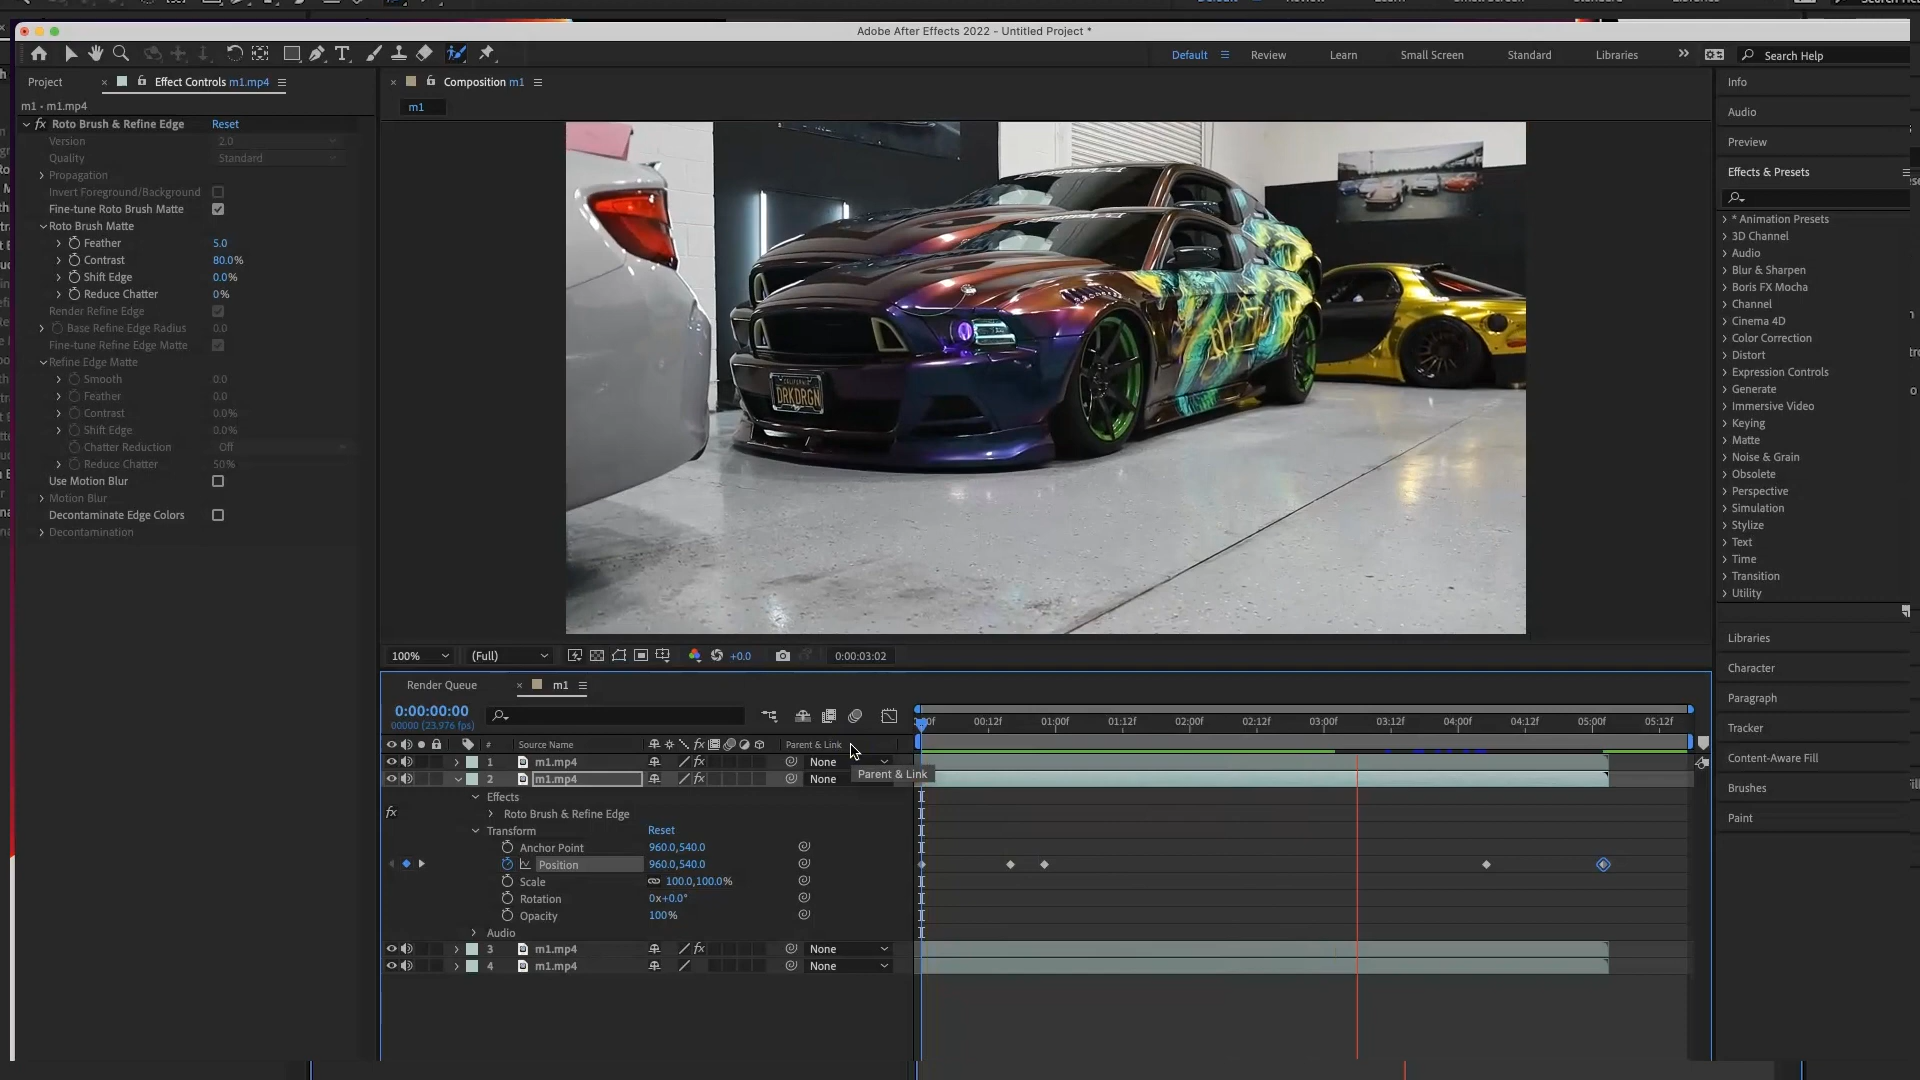 Adobe After Effects 2022 - Untitled Project *
Default
Review
Learn
Small Screen
Standard
Libraries
Search Help
Project
Effect Controls m1.mp4
m1 • m1.mp4
fx Roto Brush & Refine Edge Reset
Version 2.0
Quality Standard
Propagation
Invert Foreground/Background
Fine-tune Roto Brush Matte
Roto Brush Matte
Feather 5.0
Contrast 80.0%
Shift Edge 0.0%
Reduce Chatter 0%
Render Refine Edge
Base Refine Edge Radius 0.0
Fine-tune Refine Edge Matte
Refine Edge Matte
Smooth 0.0
Feather 0.0
Contrast 0.0%
Shift Edge 0.0%
Chatter Reduction Off
Reduce Chatter 50%
Use Motion Blur
Motion Blur
Decontaminate Edge Colors
Decontamination
Composition m1
m1
CALIFORNIA
DRKDRGN
100%
(Full)
+0.0
0:00:03:02
Info
Audio
Preview
Effects & Presets
* Animation Presets
3D Channel
Audio
Blur & Sharpen
Boris FX Mocha
Channel
Cinema 4D
Color Correction
Distort
Expression Controls
Generate
Immersive Video
Keying
Matte
Noise & Grain
Obsolete
Perspective
Simulation
Stylize
Text
Time
Transition
Utility
Libraries
Character
Paragraph
Tracker
Content-Aware Fill
Brushes
Paint
Render Queue
m1
0:00:00:00
00000 (23.976 fps)
00:12f 01:00f 01:12f 02:00f 02:12f 03:00f 03:12f 04:00f 04:12f 05:00f 05:12f
# Source Name fx Parent & Link
1 m1.mp4 fx None
2 m1.mp4 fx None
Parent & Link
Effects
fx Roto Brush & Refine Edge
Transform Reset
Anchor Point 960.0,540.0
Position 960.0,540.0
Scale 100.0,100.0%
Rotation 0x+0.0°
Opacity 100%
Audio
3 m1.mp4 fx None
4 m1.mp4 None